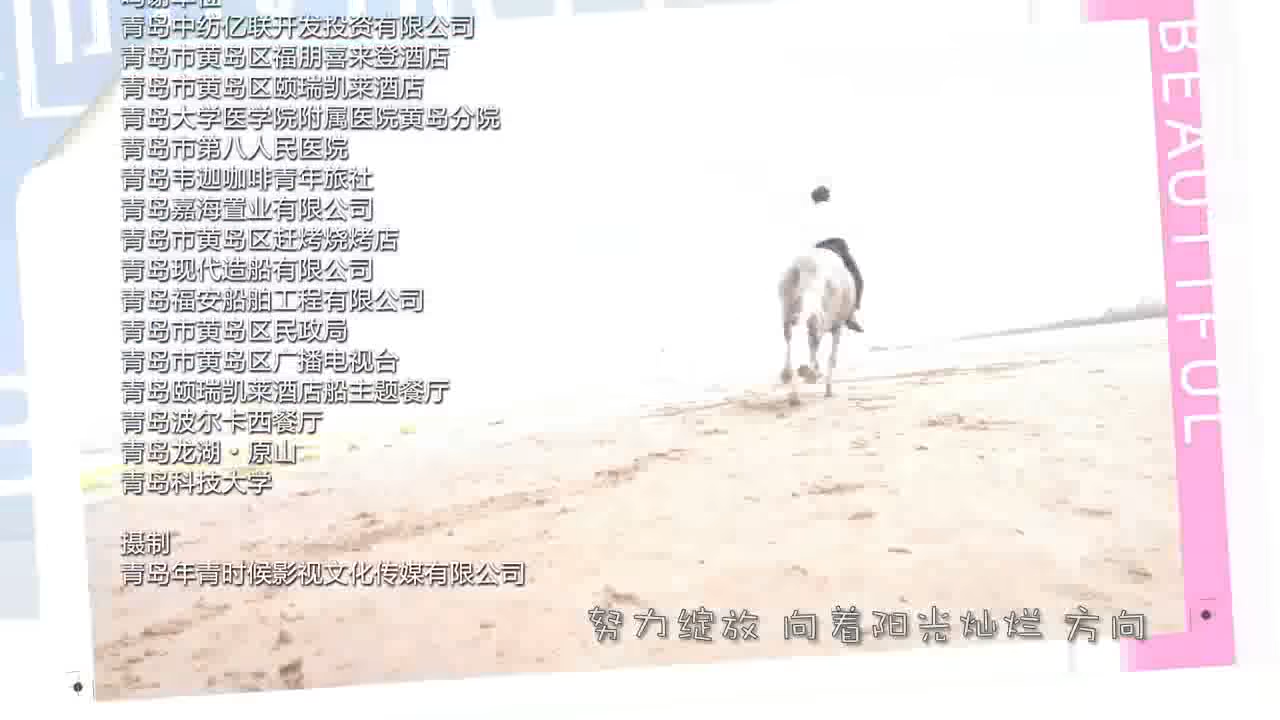 鸣谢单位
青岛中纺亿联开发投资有限公司
青岛市黄岛区福朋喜来登酒店
青岛市黄岛区颐瑞凯莱酒店
青岛大学医学院附属医院黄岛分院
青岛市第八人民医院
青岛韦迦咖啡青年旅社
青岛嘉海置业有限公司
青岛市黄岛区赶烤烧烤店
青岛现代造船有限公司
青岛福安船舶工程有限公司
青岛市黄岛区民政局
青岛市黄岛区广播电视台
青岛颐瑞凯莱酒店船主题餐厅
青岛波尔卡西餐厅
青岛龙湖·原山
青岛科技大学
摄制
青岛年青时候影视文化传媒有限公司
努力绽放 向着阳光灿烂 方向
BEAUTIFUL